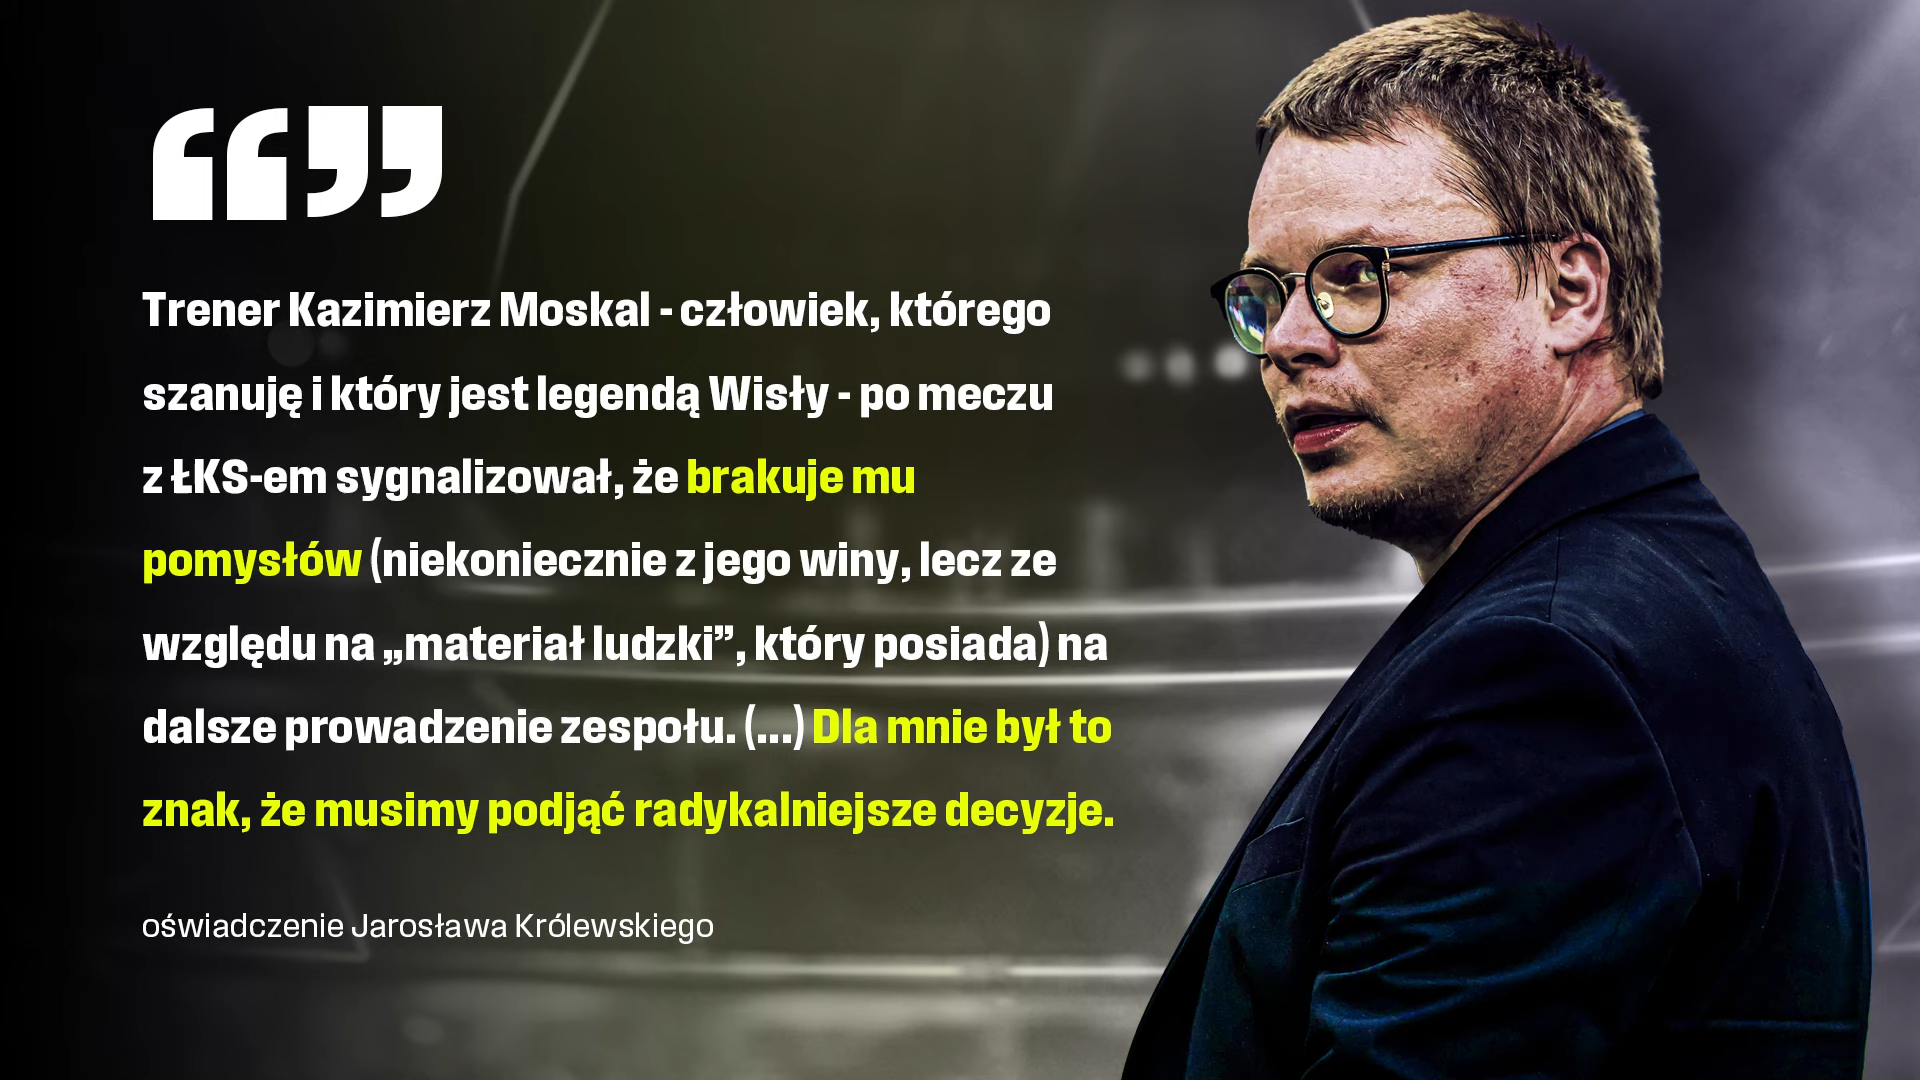 “”
Trener Kazimierz Moskal - człowiek, którego
szanuję i który jest legendą Wisły - po meczu
z ŁKS-em sygnalizował, że brakuje mu
pomysłów (niekoniecznie z jego winy, lecz ze
względu na „materiał ludzki”, który posiada) na
dalsze prowadzenie zespołu. (...) Dla mnie był to
znak, że musimy podjąć radykalniejsze decyzje.
oświadczenie Jarosława Królewskiego